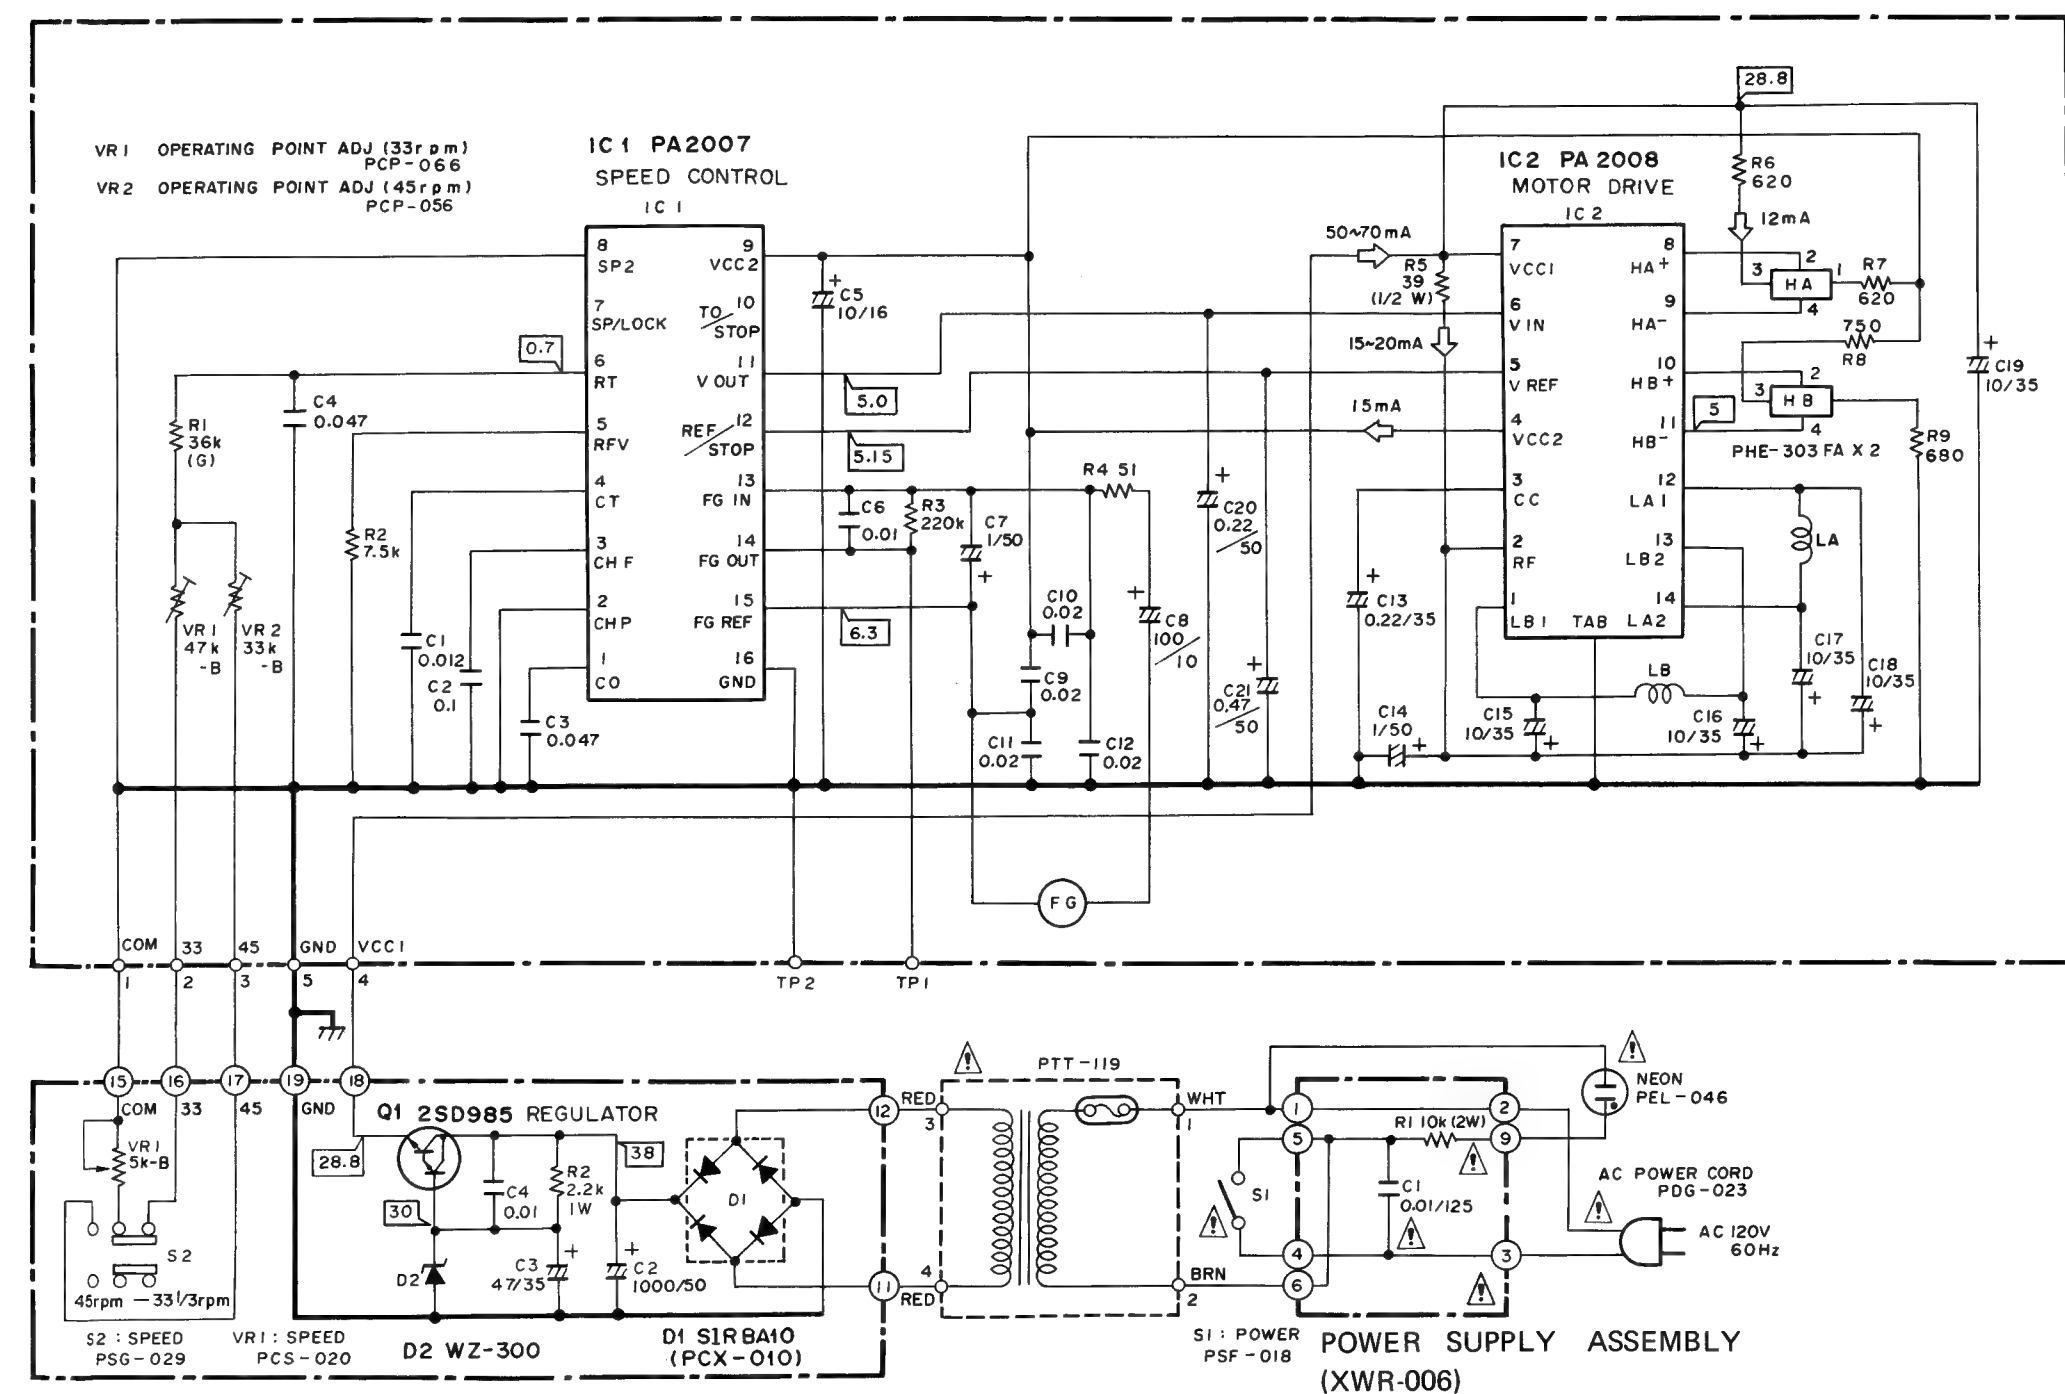 VR1 OPERATING POINT ADJ (33rpm)
PCP-066
VR2 OPERATING POINT ADJ (45rpm)
PCP-056
IC1 PA2007
SPEED CONTROL
IC1
8
SP2
7
SP/LOCK
6
RT
5
RFV
4
CT
3
CHF
2
CHP
1
CO
9
VCC2
10
TO/STOP
11
V OUT
12
REF/STOP
13
FG IN
14
FG OUT
15
FG REF
16
GND
0.7
5.0
5.15
6.3
R1
36k
(G)
C4
0.047
R2
7.5k
VR1
47k
-B
VR2
33k
-B
C1
0.012
C2
0.1
C3
0.047
C5
10/16
C6
0.01
R3
220k
C7
1/50
R4 51
C10
0.02
C9
0.02
C11
0.02
C12
0.02
C8
100/10
C20
0.22/50
C21
0.47/50
FG
50~70mA
R5
39
(1/2 W)
15~20mA
15mA
C13
0.22/35
C14
1/50
28.8
IC2 PA2008
MOTOR DRIVE
IC2
7
VCC1
6
VIN
5
V REF
4
VCC2
3
CC
2
RF
1
LB1
TAB
8
HA+
9
HA-
10
HB+
11
HB-
12
LA1
13
LB2
14
LA2
R6
620
12mA
3
2
HA
1
4
R7
620
750
R8
3
2
HB
4
5
PHE-303FA X 2
R9
680
C19
10/35
LA
LB
C15
10/35
C16
10/35
C17
10/35
C18
10/35
COM
33
45
GND
VCC1
1
2
3
5
4
TP2
TP1
15
16
17
19
18
COM
33
45
GND
VR1
5k-B
S2
45rpm — 33 1/3rpm
S2 : SPEED
PSG-029
VR1 : SPEED
PCS-020
Q1 2SD985 REGULATOR
28.8
30
38
C4
0.01
R2
2.2k
1W
D2
C3
47/35
C2
1000/50
D1
D2 WZ-300
D1 S1RBA10
(PCX-010)
12
11
RED
3
4
RED
PTT-119
WHT
1
BRN
2
1
5
4
6
2
9
3
S1
R1 10k(2W)
C1
0.01/125
NEON
PEL-046
AC POWER CORD
PDG-023
AC 120V
60Hz
S1 : POWER
PSF-018
POWER SUPPLY ASSEMBLY
(XWR-006)